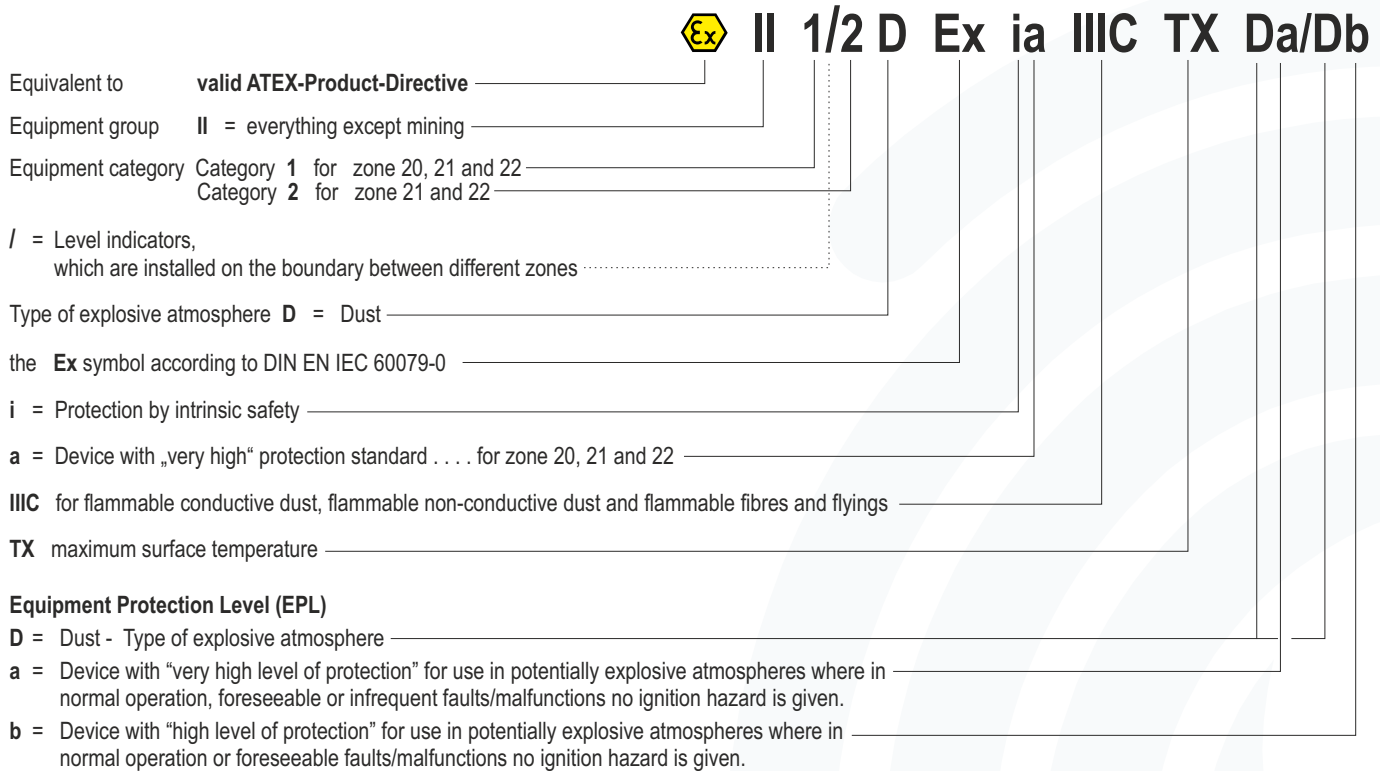 Ex II 1/2 D Ex ia IIIC TX Da/Db
Equivalent to valid ATEX-Product-Directive
Equipment group II = everything except mining
Equipment category Category 1 for zone 20, 21 and 22
Category 2 for zone 21 and 22
/ = Level indicators,
which are installed on the boundary between different zones
Type of explosive atmosphere D = Dust
the Ex symbol according to DIN EN IEC 60079-0
i = Protection by intrinsic safety
a = Device with „very high“ protection standard . . . . for zone 20, 21 and 22
IIIC for flammable conductive dust, flammable non-conductive dust and flammable fibres and flyings
TX maximum surface temperature
Equipment Protection Level (EPL)
D = Dust - Type of explosive atmosphere
a = Device with “very high level of protection” for use in potentially explosive atmospheres where in
normal operation, foreseeable or infrequent faults/malfunctions no ignition hazard is given.
b = Device with “high level of protection” for use in potentially explosive atmospheres where in
normal operation or foreseeable faults/malfunctions no ignition hazard is given.